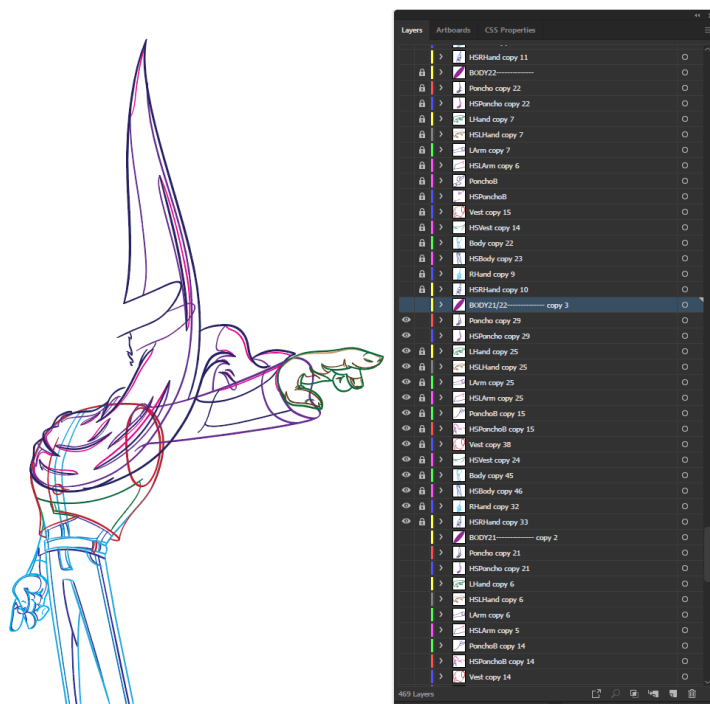 Layers Artboards CSS Properties
HSRHand copy 11
BODY22--------------
Poncho copy 22
HSPoncho copy 22
LHand copy 7
HSLHand copy 7
LArm copy 7
HSLArm copy 6
PonchoB
HSPonchoB
Vest copy 15
HSVest copy 14
Body copy 22
HSBody copy 23
RHand copy 9
HSRHand copy 10
BODY21/22-------------- copy 3
Poncho copy 29
HSPoncho copy 29
LHand copy 25
HSLHand copy 25
LArm copy 25
HSLArm copy 25
PonchoB copy 15
HSPonchoB copy 15
Vest copy 38
HSVest copy 24
Body copy 45
HSBody copy 46
RHand copy 32
HSRHand copy 33
BODY21-------------- copy 2
Poncho copy 21
HSPoncho copy 21
LHand copy 6
HSLHand copy 6
LArm copy 6
HSLArm copy 5
PonchoB copy 14
HSPonchoB copy 14
Vest copy 14
469 Layers